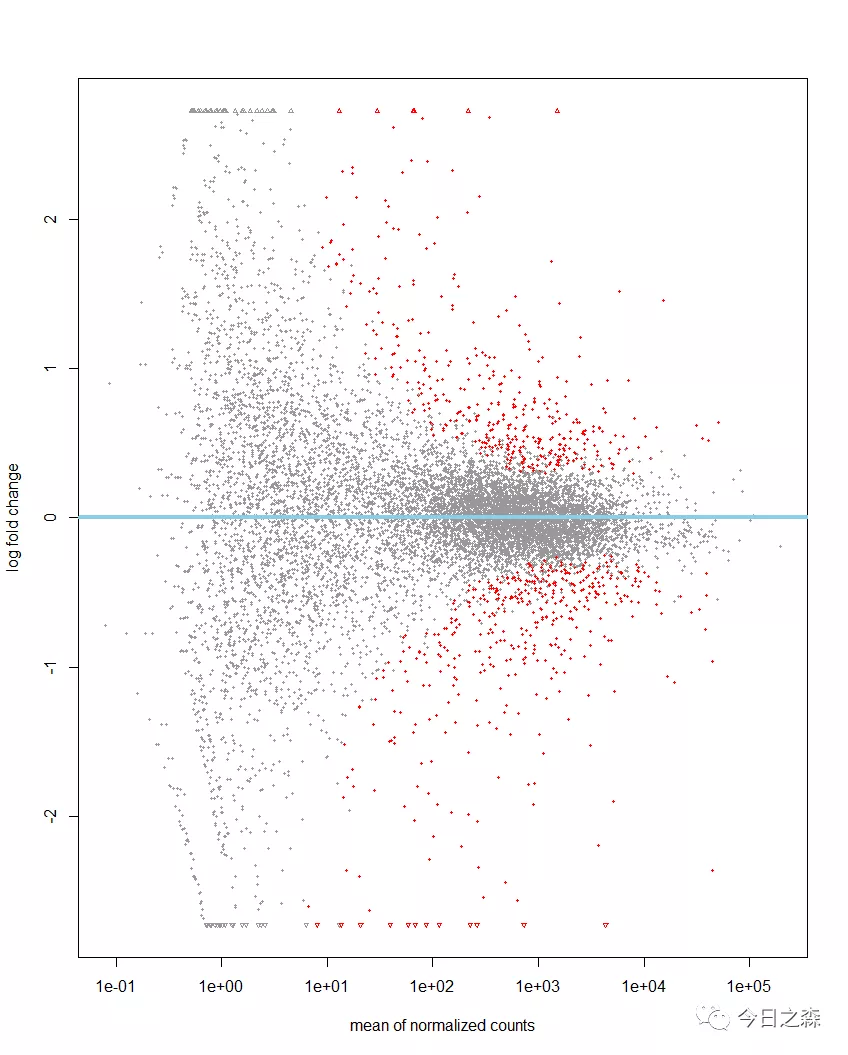 2
1
0
-1
-2
log fold change
1e-01 1e+00 1e+01 1e+02 1e+03 1e+04 1e+05
mean of normalized counts
今日之森